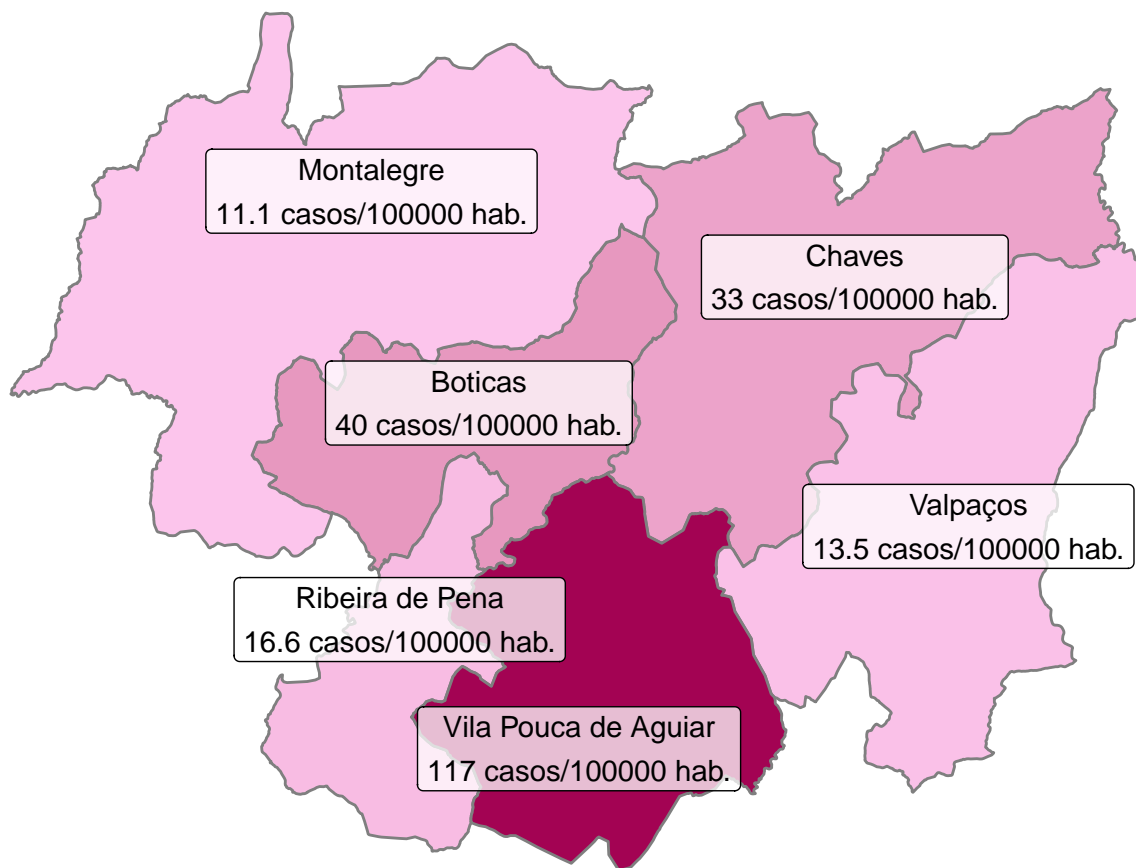 Montalegre
11.1 casos/100000 hab.
Chaves
33 casos/100000 hab.
Boticas
40 casos/100000 hab.
Valpaços
13.5 casos/100000 hab.
Ribeira de Pena
16.6 casos/100000 hab.
Vila Pouca de Aguiar
117 casos/100000 hab.